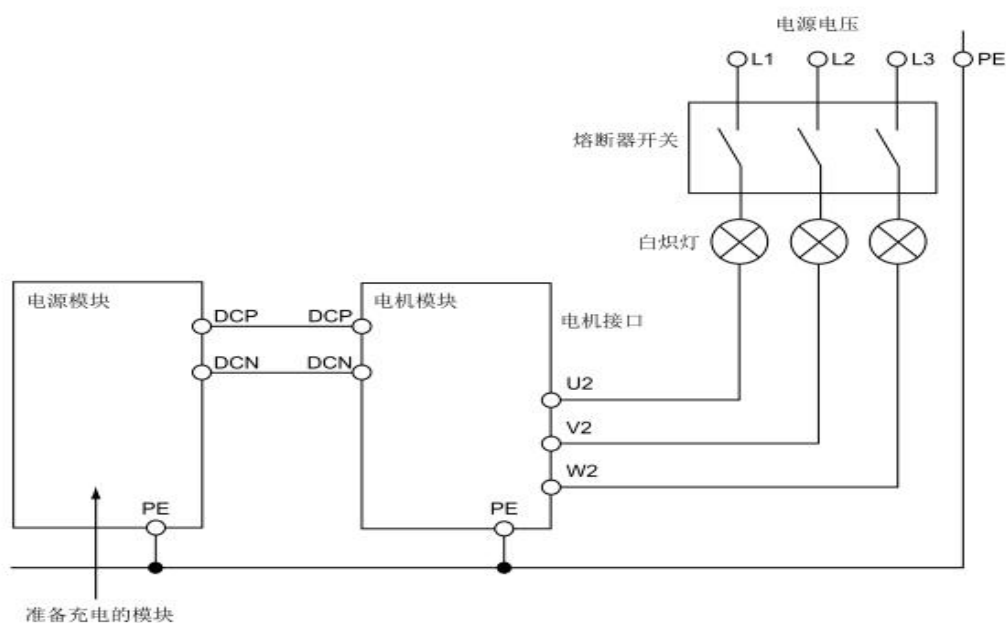 电源电压
L1 L2 L3 PE
熔断器开关
白炽灯
电源模块 电机模块
DCP DCP 电机接口
DCN DCN
U2
V2
W2
PE PE
准备充电的模块